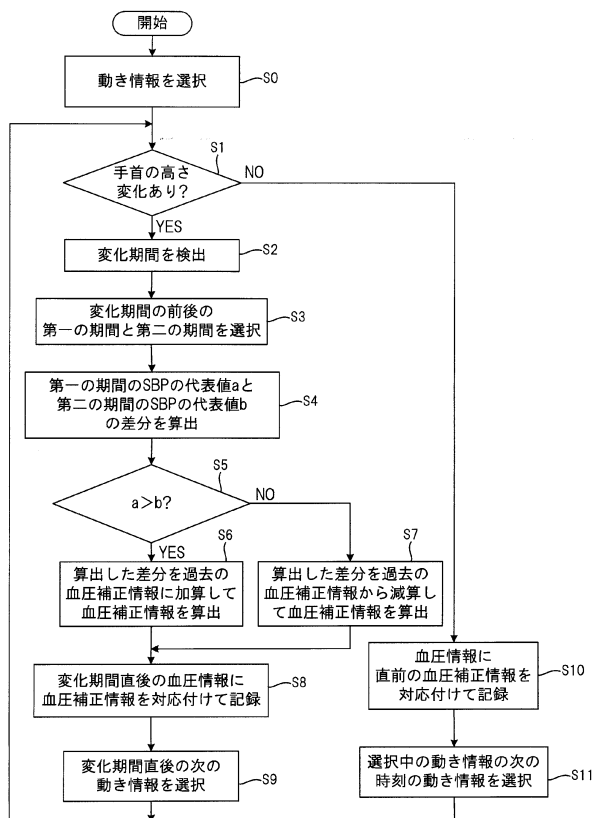 開始
動き情報を選択
S0
手首の高さ
変化あり?
S1
NO
YES
変化期間を検出
S2
変化期間の前後の
第一の期間と第二の期間を選択
S3
第一の期間のSBPの代表値aと
第二の期間のSBPの代表値b
の差分を算出
S4
a>b?
S5
NO
YES
S6
算出した差分を過去の
血圧補正情報に加算して
血圧補正情報を算出
S7
算出した差分を過去の
血圧補正情報から減算し
て血圧補正情報を算出
変化期間直後の血圧情報に
血圧補正情報を対応付けて記録
S8
血圧情報に
直前の血圧補正情報を
対応付けて記録
S10
変化期間直後の次の
動き情報を選択
S9
選択中の動き情報の次の
時刻の動き情報を選択
S11